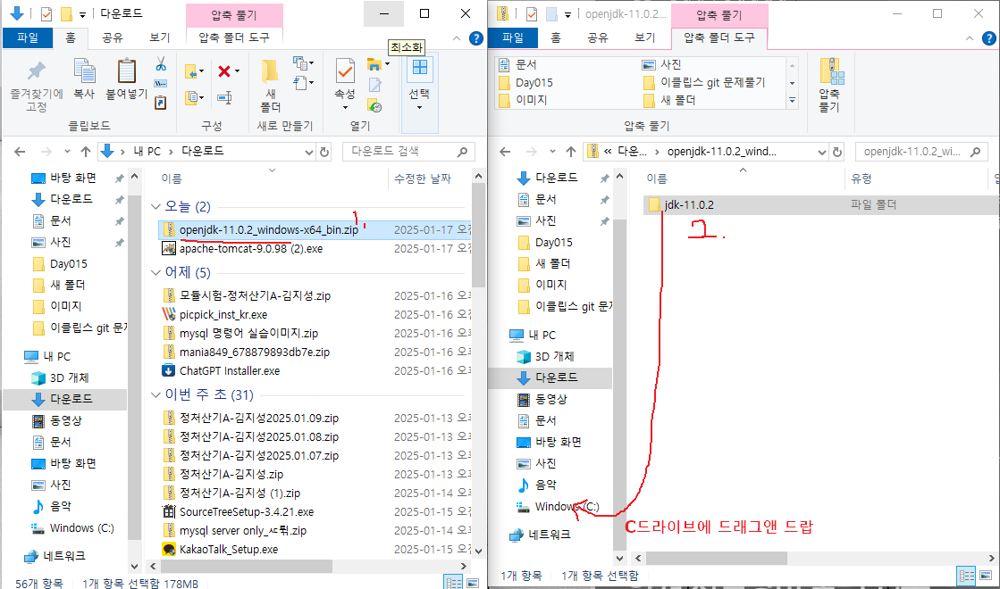 다운로드
압축 풀기
파일
홈
공유
보기
압축 폴더 도구
최소화
즐겨찾기에
고정
복사
붙여넣기
새
폴더
속성
선택
클립보드
구성
새로 만들기
열기
내 PC > 다운로드
다운로드 검색
바탕 화면
다운로드
문서
사진
Day015
새 폴더
이미지
이클립스 git 문제
내 PC
3D 개체
다운로드
동영상
문서
바탕 화면
사진
음악
Windows (C:)
네트워크
이름 수정한 날짜
오늘 (2)
openjdk-11.0.2_windows-x64_bin.zip 2025-01-17 오전
apache-tomcat-9.0.98 (2).exe 2025-01-17 오전
어제 (5)
모듈시험-정처산기A-김지성.zip 2025-01-16 오후
picpick_inst_kr.exe 2025-01-16
mysql 명령어 실습이미지.zip 2025-01-16
mania849_678879893db7e.zip 2025-01-16
ChatGPT Installer.exe 2025-01-16
이번 주 초 (31)
정처산기A-김지성2025.01.09.zip 2025-01-13
정처산기A-김지성2025.01.08.zip 2025-01-13
정처산기A-김지성2025.01.07.zip 2025-01-13
정처산기A-김지성.zip 2025-01-13
정처산기A-김지성 (1).zip 2025-01-14
SourceTreeSetup-3.4.21.exe 2025-01-15
mysql server only_ zip 2025-01-14
KakaoTalk_Setup.exe 2025-01-15
56개 항목 1개 항목 선택함 178MB
1
openjdk-11.0.2...
압축 풀기
파일
홈
공유
보기
압축 폴더 도구
문서
사진
Day015
이클립스 git 문제풀기
이미지
새 폴더
압축
풀기
압축 풀기
« 다운... > openjdk-11.0.2_wind...
openjdk-11.0.2_wi...
다운로드
문서
사진
Day015
새 폴더
이미지
이클립스 git 문제
내 PC
3D 개체
다운로드
동영상
문서
바탕 화면
사진
음악
Windows (C:)
네트워크
이름 유형
jdk-11.0.2 파일 폴더
2.
C드라이브에 드래그앤 드랍
1개 항목 1개 항목 선택함